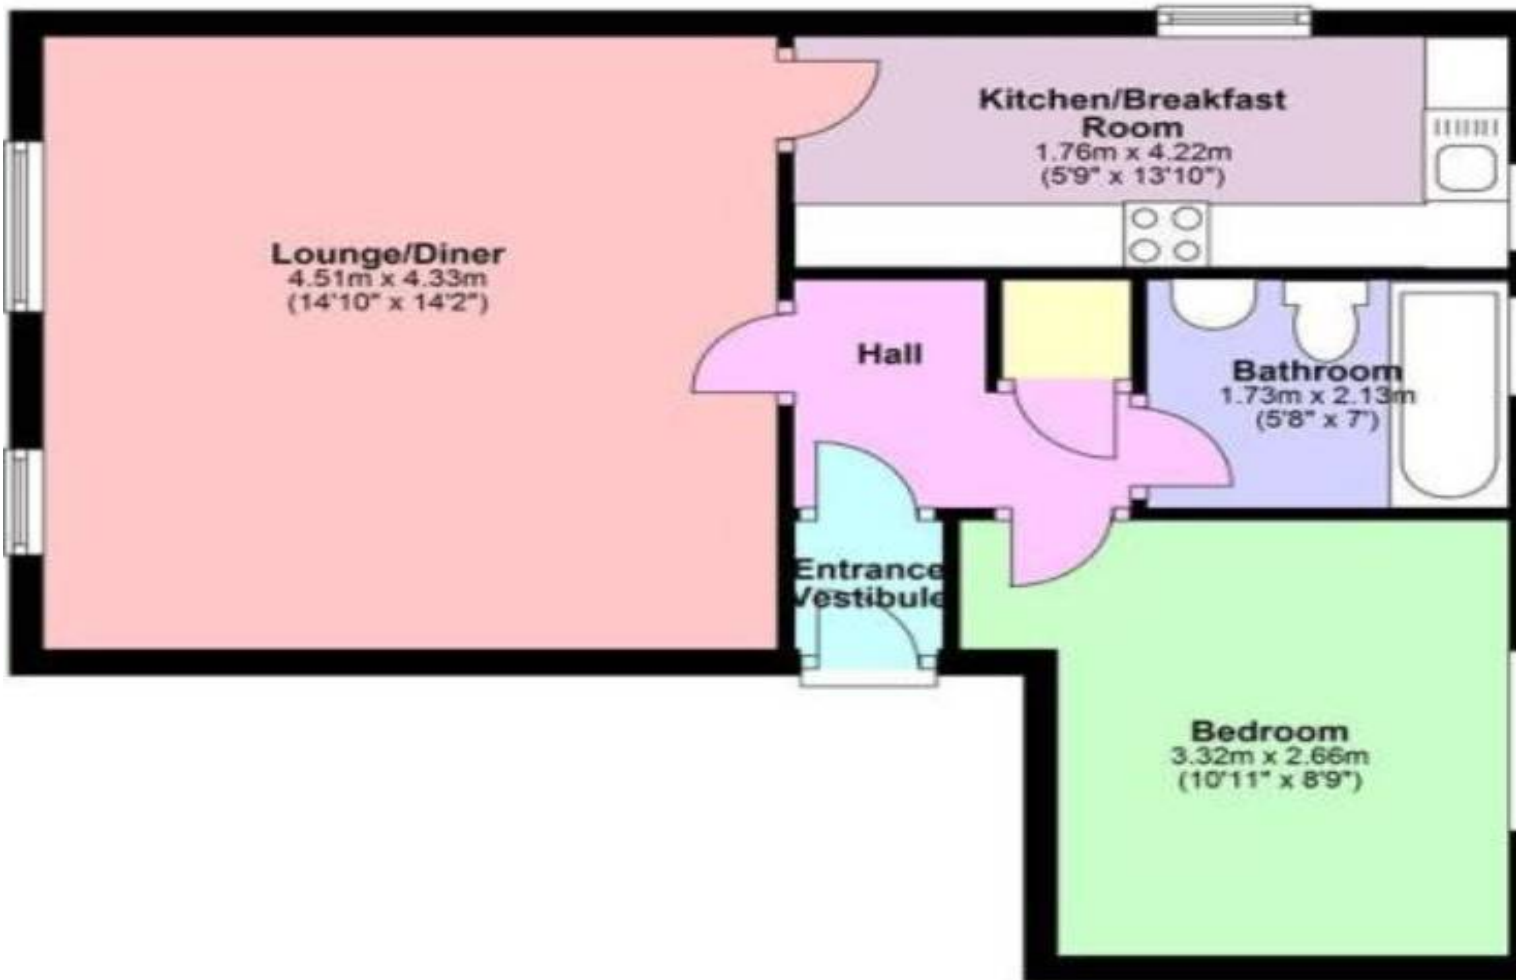 Kitchen/Breakfast
Room
1.76m x 4.22m
(5'9" x 13'10")
Lounge/Diner
4.51m x 4.33m
(14'10" x 14'2")
Hall
Bathroom
1.73m x 2.13m
(5'8" x 7')
Entrance
Vestibule
Bedroom
3.32m x 2.66m
(10'11" x 8'9")